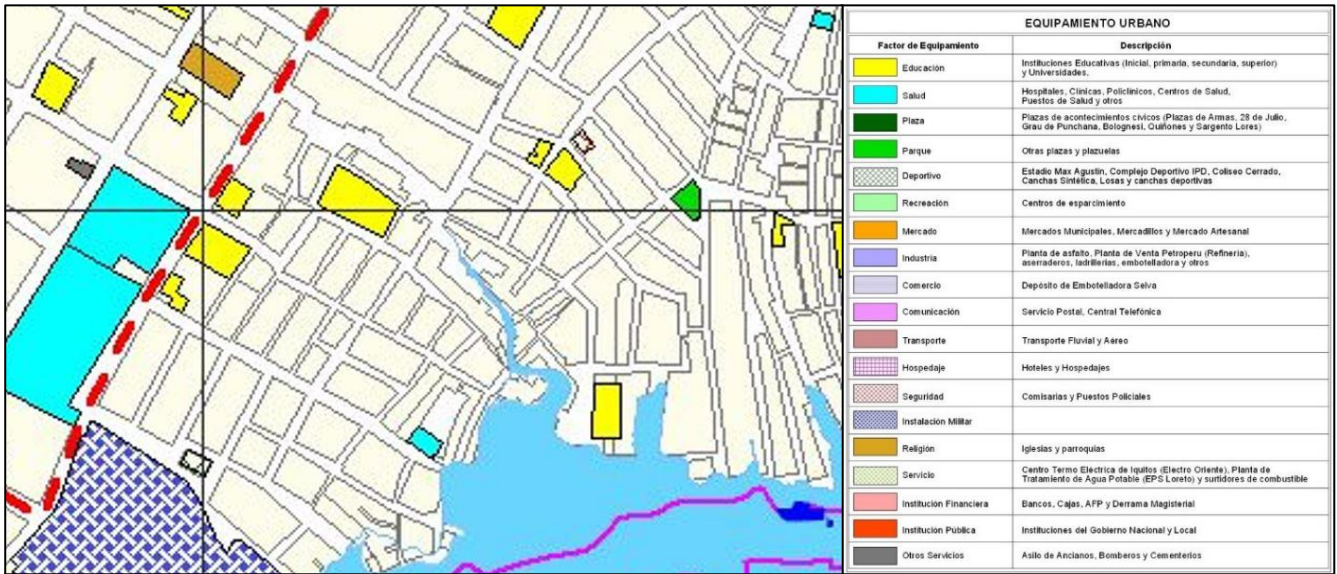 EQUIPAMIENTO URBANO
Factor de Equipamiento Descripción
Educación Instituciones Educativas (Inicial, primaria, secundaria, superior)
y Universidades.
Salud Hospitales, Clínicas, Policlínicos, Centros de Salud,
Puestos de Salud y otros
Plaza Plazas de acontecimientos cívicos (Plazas de Armas, 28 de Julio,
Grau de Punchana, Bolognesi, Quiñones y Sargento Lores)
Parque Otras plazas y plazuelas
Deportivo Estadio Max Agustin, Complejo Deportivo IPD, Coliseo Cerrado,
Canchas Sintética, Losas y canchas deportivas
Recreación Centros de esparcimiento
Mercado Mercados Municipales, Mercadillos y Mercado Artesanal
Industria Planta de asfalto, Planta de Venta Petroperu (Refinería),
aserraderos, ladrillerias, embotelladora y otros
Comercio Depósito de Embotelladora Selva
Comunicación Servicio Postal, Central Telefónica
Transporte Transporte Fluvial y Aéreo
Hospedaje Hoteles y Hospedajes
Seguridad Comisarias y Puestos Policiales
Instalación Militar
Religión Iglesias y parroquias
Servicio Centro Termo Electrica de Iquitos (Electro Oriente), Planta de
Tratamiento de Agua Potable (EPS Loreto) y surtidores de combustible
Institución Financiera Bancos, Cajas, AFP y Derrama Magisterial
Institución Pública Instituciones del Gobierno Nacional y Local
Otros Servicios Asilo de Ancianos, Bomberos y Cementerios